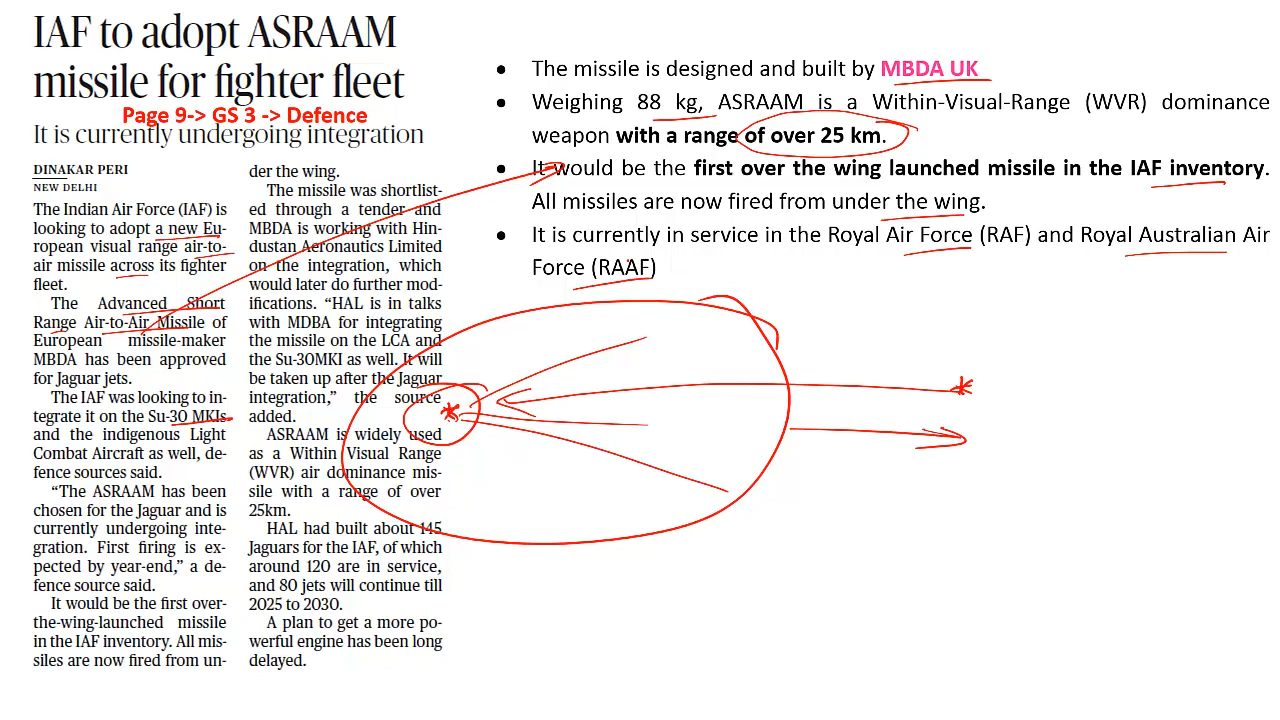 IAF to adopt ASRAAM
missile for fighter fleet
Page 9-> GS 3 -> Defence
It is currently undergoing integration
DINAKAR PERI
NEW DELHI
The Indian Air Force (IAF) is
looking to adopt a new Eu-
ropean visual range air-to-
air missile across its fighter
fleet.
The Advanced Short
Range Air-to-Air Missile of
European missile-maker
MBDA has been approved
for Jaguar jets.
The IAF was looking to in-
tegrate it on the Su-30 MKIs
and the indigenous Light
Combat Aircraft as well, de-
fence sources said.
“The ASRAAM has been
chosen for the Jaguar and is
currently undergoing inte-
gration. First firing is ex-
pected by year-end,” a de-
fence source said.
It would be the first over-
the-wing-launched missile
in the IAF inventory. All mis-
siles are now fired from un-
der the wing.
The missile was shortlist-
ed through a tender and
MBDA is working with Hin-
dustan Aeronautics Limited
on the integration, which
would later do further mod-
ifications. “HAL is in talks
with MDBA for integrating
the missile on the LCA and
the Su-30MKI as well. It will
be taken up after the Jaguar
integration,” the source
added.
ASRAAM is widely used
as a Within Visual Range
(WVR) air dominance mis-
sile with a range of over
25km.
HAL had built about 145
Jaguars for the IAF, of which
around 120 are in service,
and 80 jets will continue till
2025 to 2030.
A plan to get a more po-
werful engine has been long
delayed.
• The missile is designed and built by MBDA UK
• Weighing 88 kg, ASRAAM is a Within-Visual-Range (WVR) dominance
weapon with a range of over 25 km.
• It would be the first over the wing launched missile in the IAF inventory.
All missiles are now fired from under the wing.
• It is currently in service in the Royal Air Force (RAF) and Royal Australian Air
Force (RAAF)